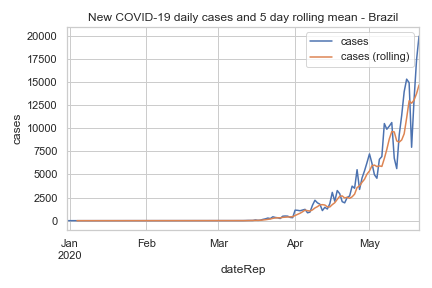 New COVID-19 daily cases and 5 day rolling mean - Brazil
cases
cases (rolling)
20000
17500
15000
12500
10000
7500
5000
2500
0
cases
Jan
2020
Feb
Mar
Apr
May
dateRep